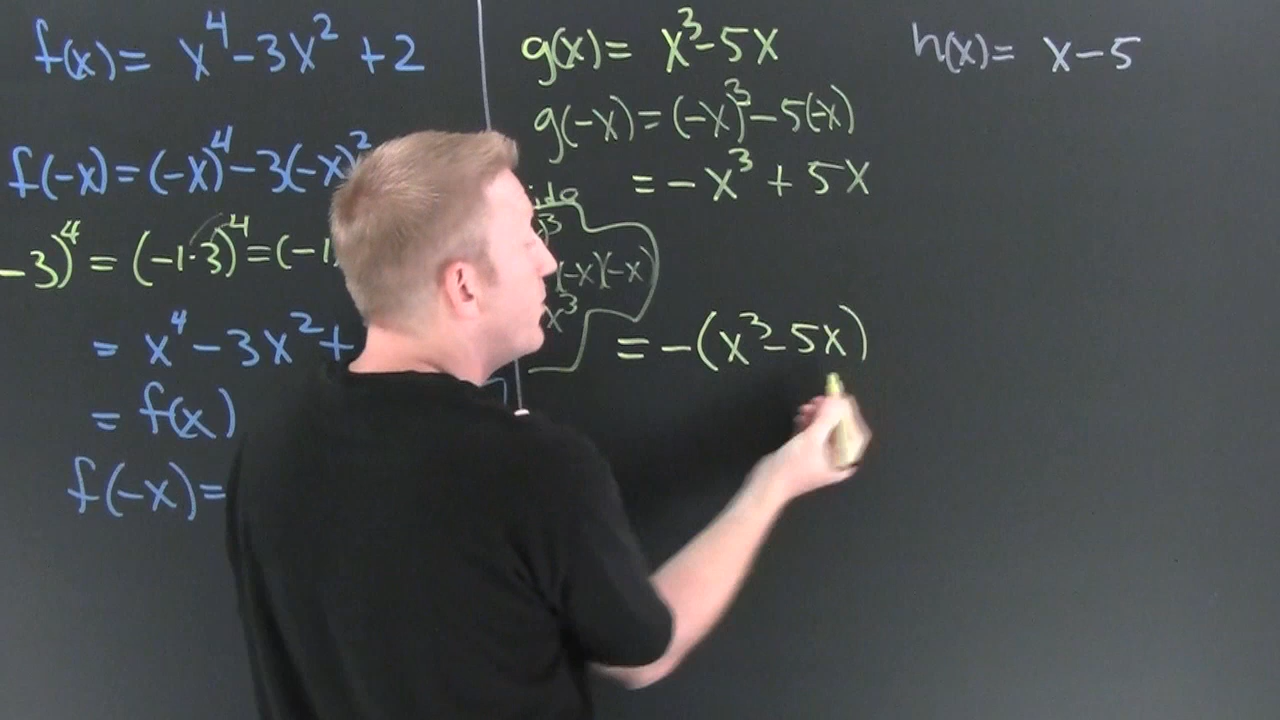 f(x) = x⁴ - 3x² + 2
f(-x) = (-x)⁴ - 3(-x)²
-3)⁴ = (-1·3)⁴ = (-1
= x⁴ - 3x² +
= f(x)
f(-x) =
g(x) = x³ - 5x
g(-x) = (-x)³ - 5(-x)
= -x³ + 5x
(-x)(-x)
x³
= -(x³ - 5x)
h(x) = x - 5